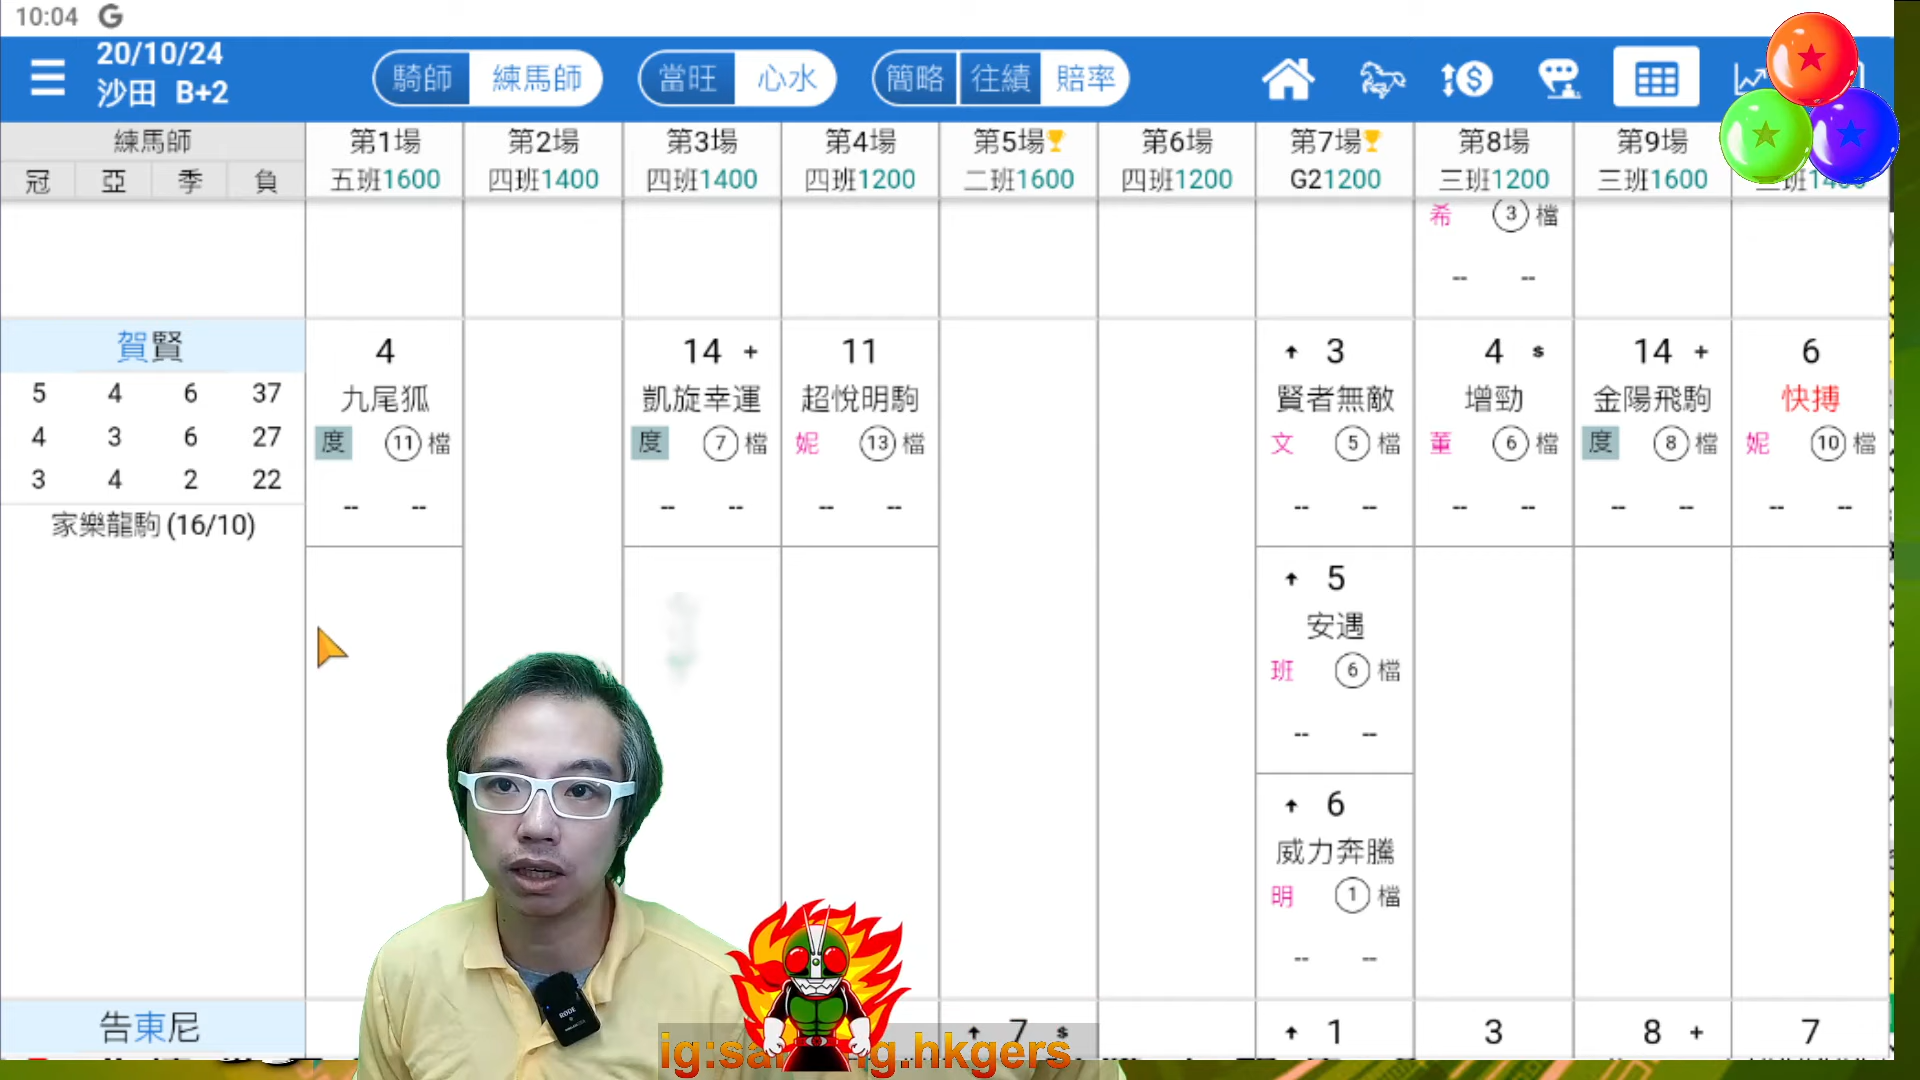 10:04
20/10/24
沙田 B+2
騎師 練馬師
當旺 心水
簡略 往績 賠率
練馬師
冠 亞 季 負
第1場 第2場 第3場 第4場 第5場 第6場 第7場 第8場 第9場
五班1600 四班1400 四班1400 四班1200 二班1600 四班1200 G21200 三班1200 三班1600
希 3 檔
-- --
賀賢
5 4 6 37
4 3 6 27
3 4 2 22
家樂龍駒 (16/10)
4
九尾狐
度 11 檔
-- --
14 +
凱旋幸運
度 7 檔
-- --
11
超悅明駒
妮 13 檔
-- --
3
賢者無敵
文 5 檔
-- --
4 s
增勁
董 6 檔
-- --
14 +
金陽飛駒
度 8 檔
-- --
6
快搏
妮 10 檔
-- --
5
安遇
班 6 檔
-- --
6
威力奔騰
明 1 檔
-- --
告東尼
7 s
1
3
8 +
7
RODE